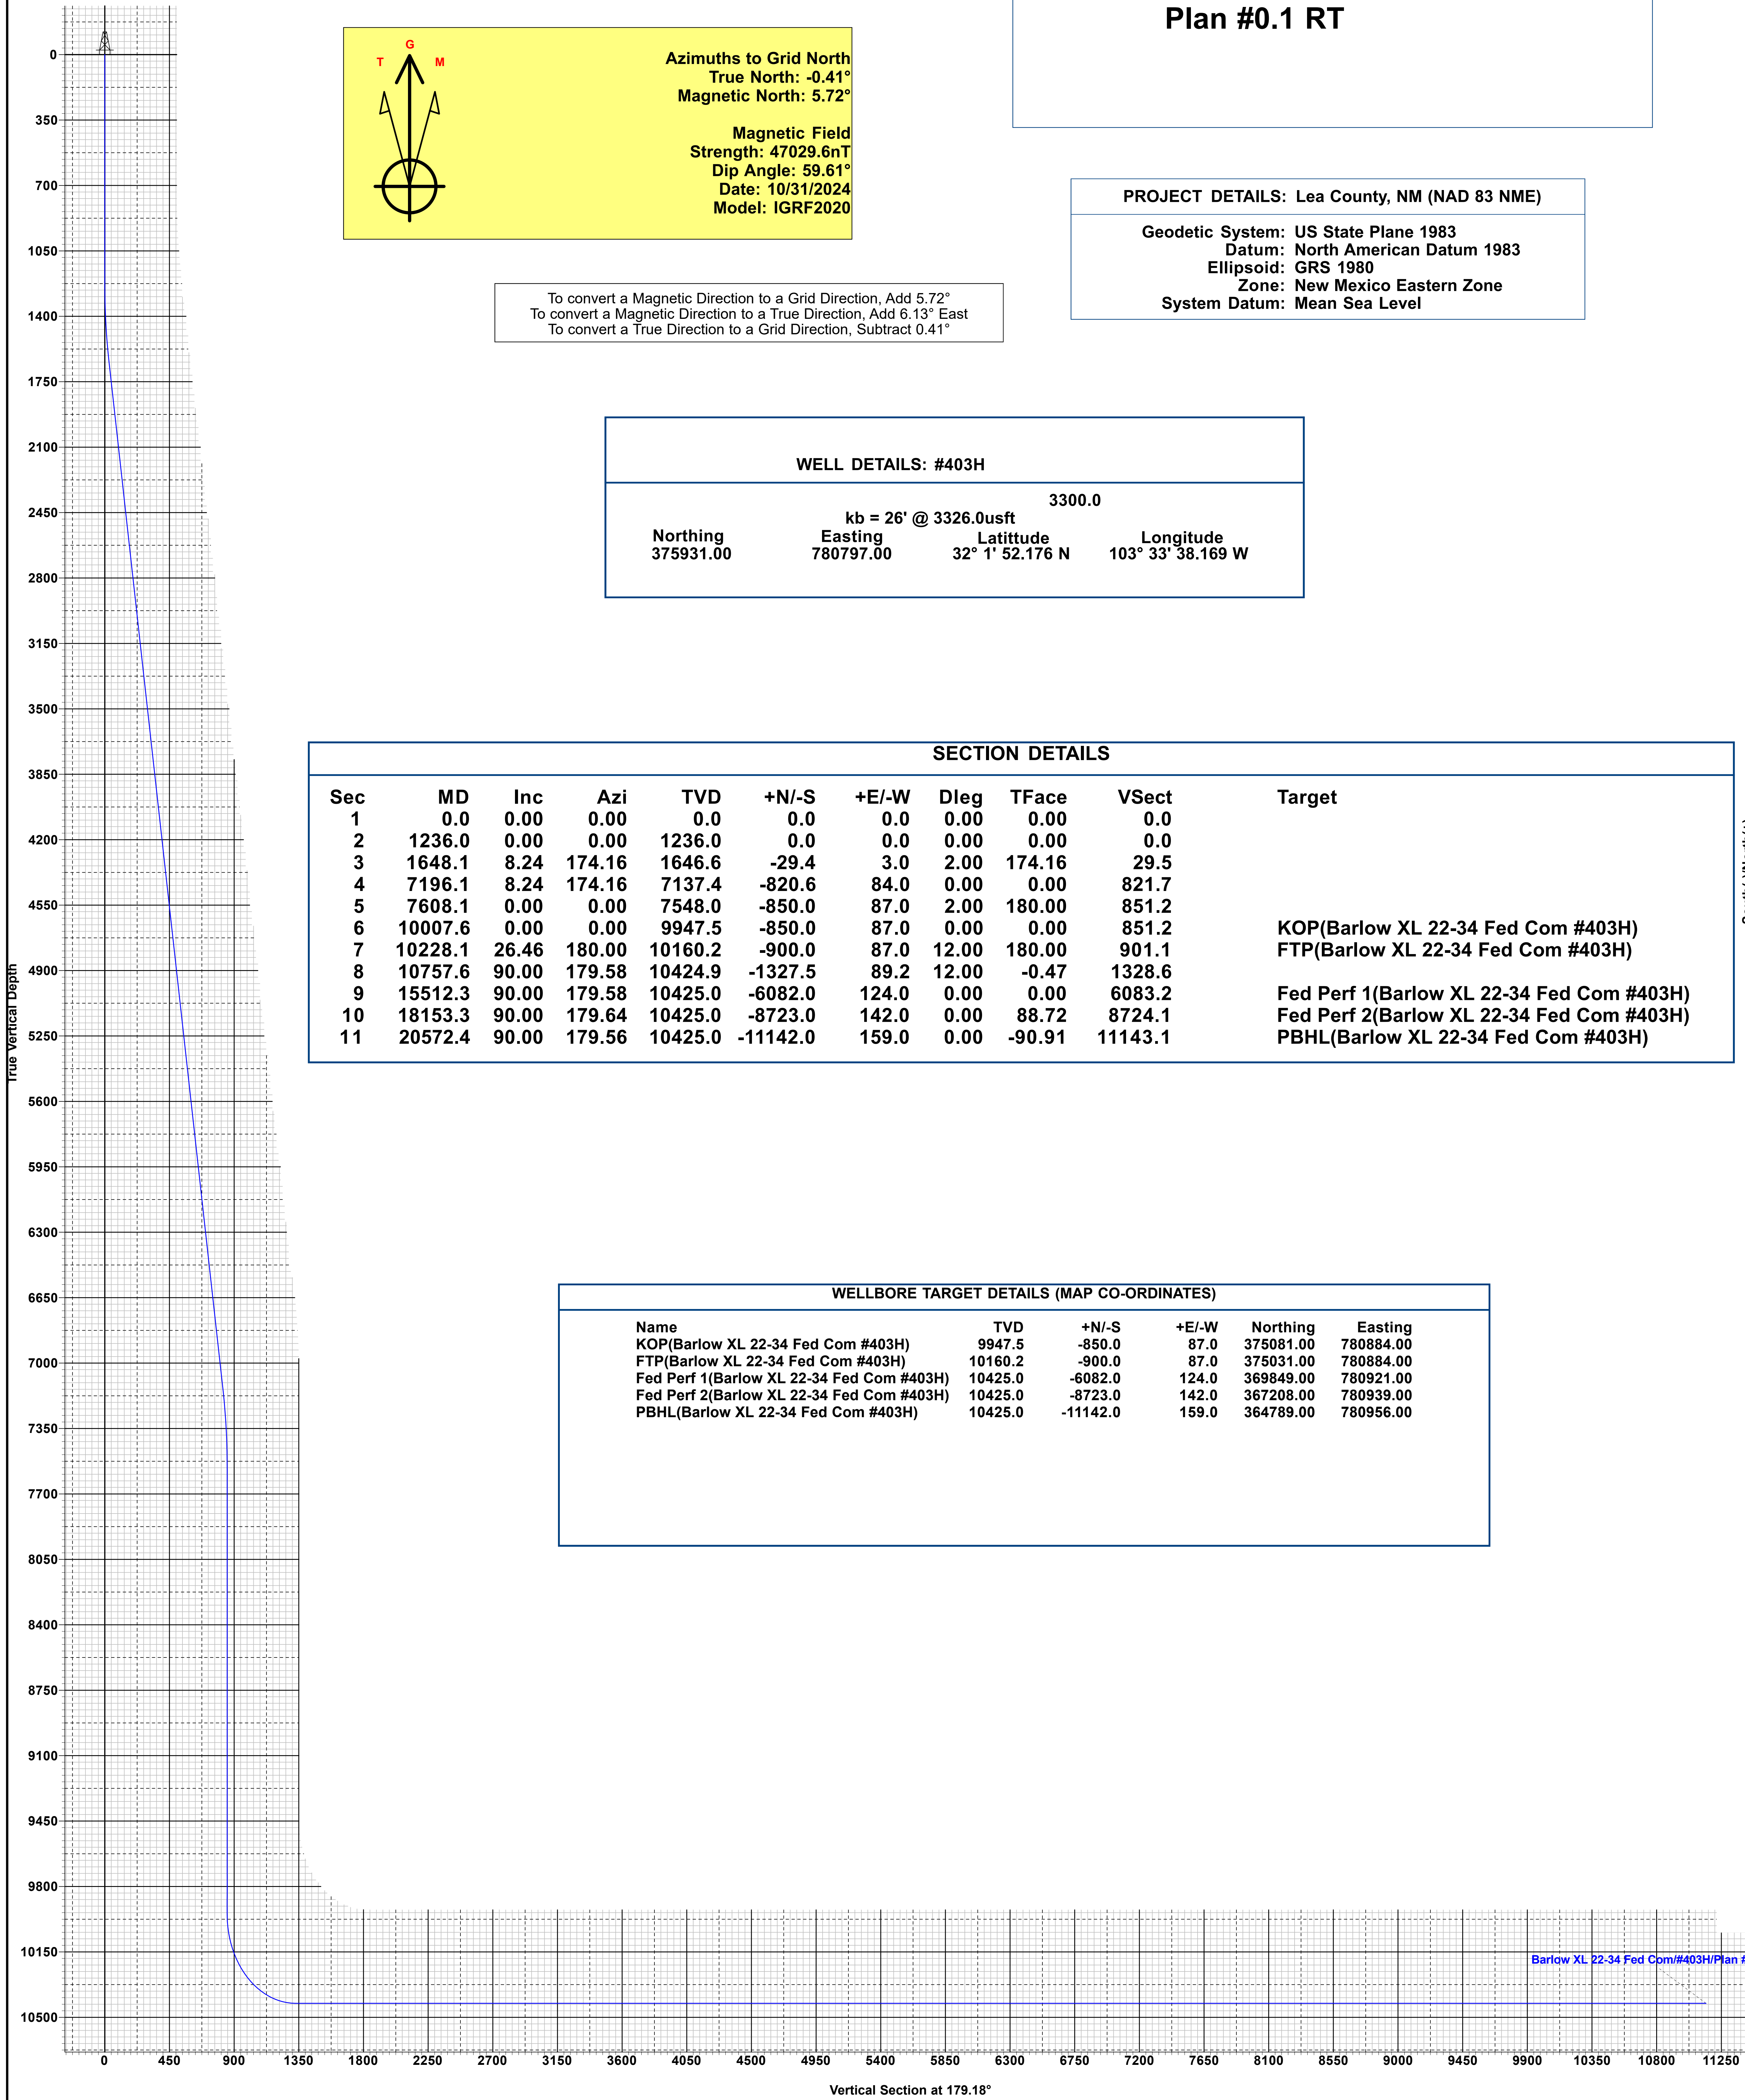 Plan #0.1 RT
G
T M
Azimuths to Grid North
True North: -0.41°
Magnetic North: 5.72°
Magnetic Field
Strength: 47029.6nT
Dip Angle: 59.61°
Date: 10/31/2024
Model: IGRF2020
PROJECT DETAILS: Lea County, NM (NAD 83 NME)
Geodetic System: US State Plane 1983
Datum: North American Datum 1983
Ellipsoid: GRS 1980
Zone: New Mexico Eastern Zone
System Datum: Mean Sea Level
To convert a Magnetic Direction to a Grid Direction, Add 5.72°
To convert a Magnetic Direction to a True Direction, Add 6.13° East
To convert a True Direction to a Grid Direction, Subtract 0.41°
WELL DETAILS: #403H
3300.0
kb = 26' @ 3326.0usft
Northing Easting Latittude Longitude
375931.00 780797.00 32° 1' 52.176 N 103° 33' 38.169 W
SECTION DETAILS
Sec MD Inc Azi TVD +N/-S +E/-W Dleg TFace VSect Target
1 0.0 0.00 0.00 0.0 0.0 0.0 0.00 0.00 0.0
2 1236.0 0.00 0.00 1236.0 0.0 0.0 0.00 0.00 0.0
3 1648.1 8.24 174.16 1646.6 -29.4 3.0 2.00 174.16 29.5
4 7196.1 8.24 174.16 7137.4 -820.6 84.0 0.00 0.00 821.7
5 7608.1 0.00 0.00 7548.0 -850.0 87.0 2.00 180.00 851.2
6 10007.6 0.00 0.00 9947.5 -850.0 87.0 0.00 0.00 851.2 KOP(Barlow XL 22-34 Fed Com #403H)
7 10228.1 26.46 180.00 10160.2 -900.0 87.0 12.00 180.00 901.1 FTP(Barlow XL 22-34 Fed Com #403H)
8 10757.6 90.00 179.58 10424.9 -1327.5 89.2 12.00 -0.47 1328.6
9 15512.3 90.00 179.58 10425.0 -6082.0 124.0 0.00 0.00 6083.2 Fed Perf 1(Barlow XL 22-34 Fed Com #403H)
10 18153.3 90.00 179.64 10425.0 -8723.0 142.0 0.00 88.72 8724.1 Fed Perf 2(Barlow XL 22-34 Fed Com #403H)
11 20572.4 90.00 179.56 10425.0 -11142.0 159.0 0.00 -90.91 11143.1 PBHL(Barlow XL 22-34 Fed Com #403H)
WELLBORE TARGET DETAILS (MAP CO-ORDINATES)
Name TVD +N/-S +E/-W Northing Easting
KOP(Barlow XL 22-34 Fed Com #403H) 9947.5 -850.0 87.0 375081.00 780884.00
FTP(Barlow XL 22-34 Fed Com #403H) 10160.2 -900.0 87.0 375031.00 780884.00
Fed Perf 1(Barlow XL 22-34 Fed Com #403H) 10425.0 -6082.0 124.0 369849.00 780921.00
Fed Perf 2(Barlow XL 22-34 Fed Com #403H) 10425.0 -8723.0 142.0 367208.00 780939.00
PBHL(Barlow XL 22-34 Fed Com #403H) 10425.0 -11142.0 159.0 364789.00 780956.00
True Vertical Depth
0
350
700
1050
1400
1750
2100
2450
2800
3150
3500
3850
4200
4550
4900
5250
5600
5950
6300
6650
7000
7350
7700
8050
8400
8750
9100
9450
9800
10150
10500
Barlow XL 22-34 Fed Com/#403H/Plan #
0 450 900 1350 1800 2250 2700 3150 3600 4050 4500 4950 5400 5850 6300 6750 7200 7650 8100 8550 9000 9450 9900 10350 10800 11250
Vertical Section at 179.18°